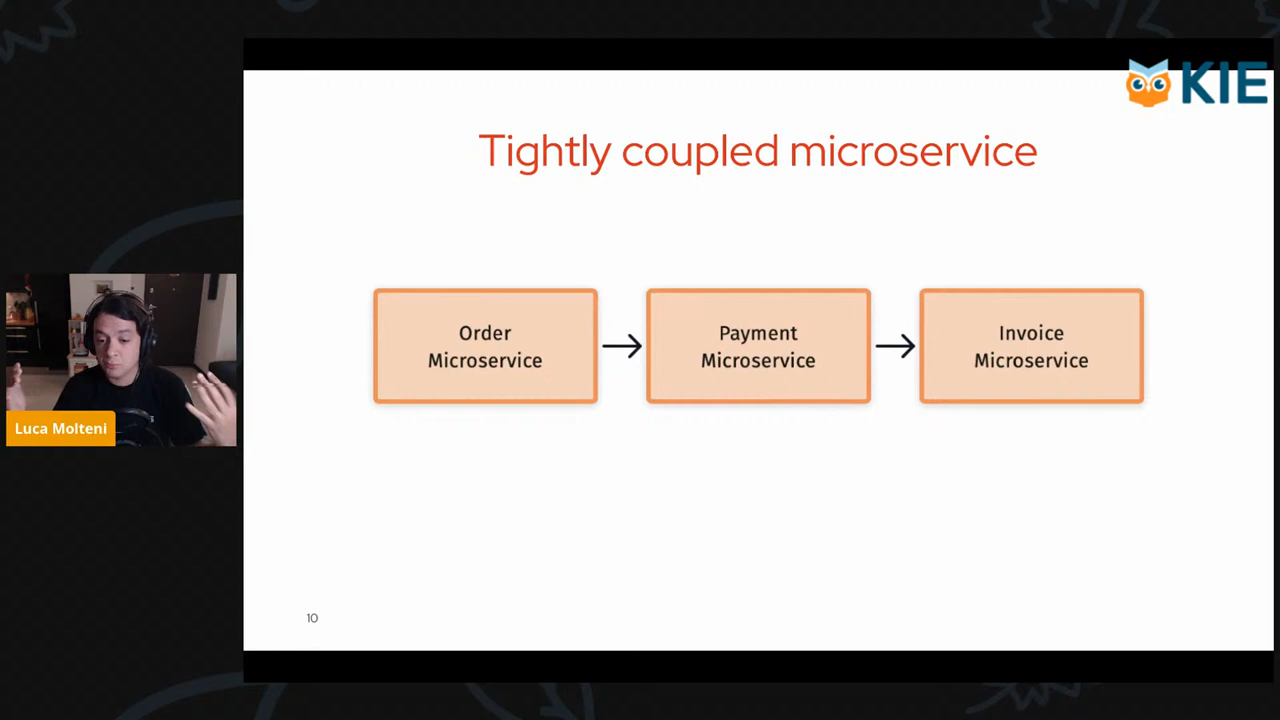 KIE
Tightly coupled microservice
Order
Microservice
Payment
Microservice
Invoice
Microservice
Luca Molteni
10